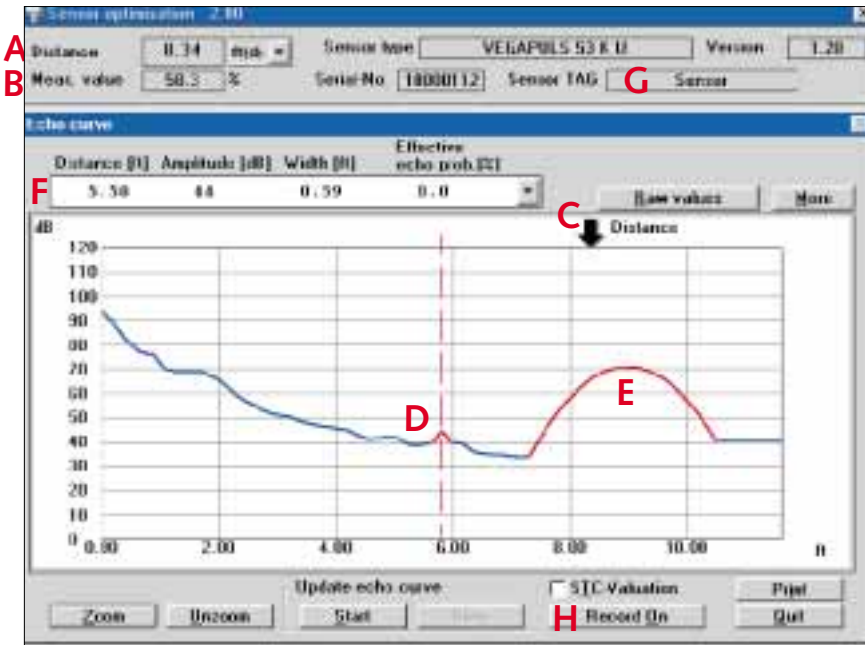 Sensor optimisation 2.00
A Distance 8.34 Sensor type VEGAPULS 53 K U Version 1.20
B Meas. value 50.3 % Serial-No 10000112 Sensor TAG G Sensor
Echo curve
Effective
Distance [ft] Amplitude [dB] Width [ft] echo prob.[%]
F 5.50 44 0.59 0.0 Raw values More
C Distance
dB
120
110
100
90
80
70
60
50
40
30
20
10
0
D
E
0.00 2.00 4.00 6.00 8.00 10.00 ft
Update echo curve STC-Valuation Print
Zoom Unzoom Start H Record On Quit